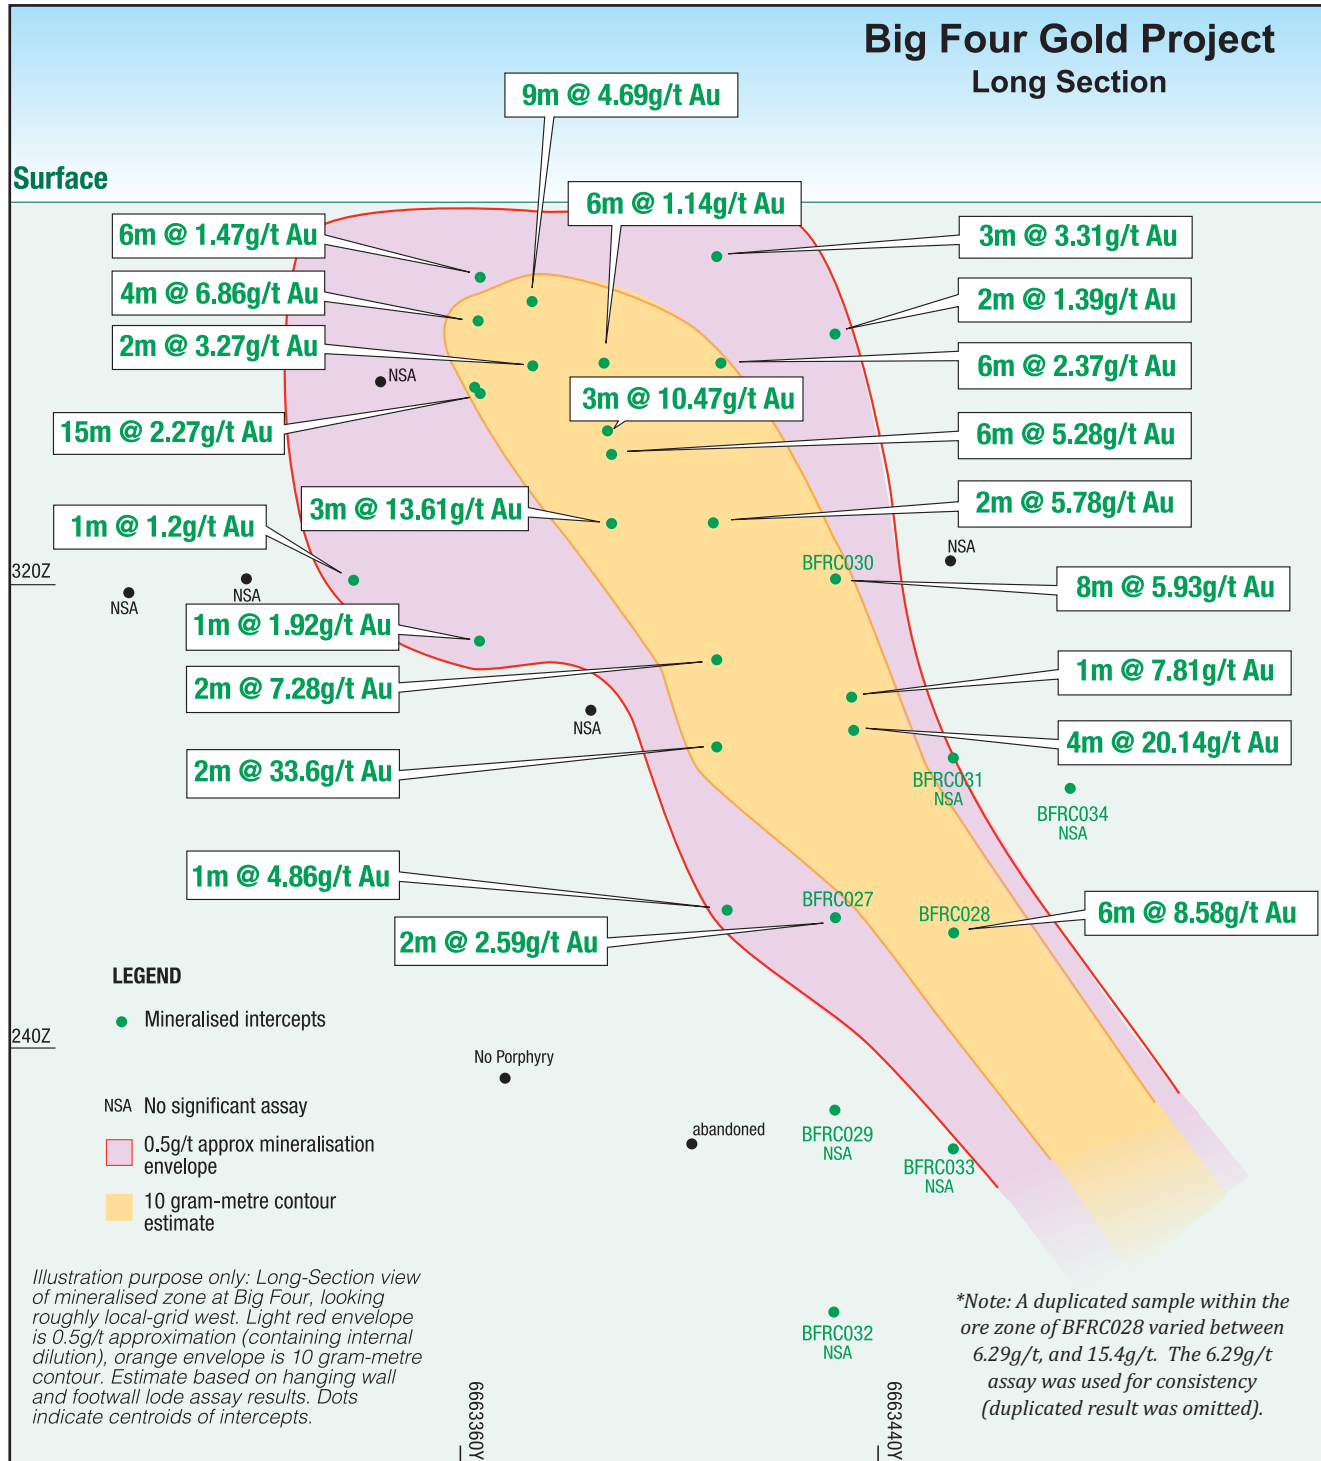 Big Four Gold Project
Long Section
9m @ 4.69g/t Au
Surface
6m @ 1.14g/t Au
6m @ 1.47g/t Au
3m @ 3.31g/t Au
4m @ 6.86g/t Au
2m @ 1.39g/t Au
2m @ 3.27g/t Au
6m @ 2.37g/t Au
NSA
3m @ 10.47g/t Au
15m @ 2.27g/t Au
6m @ 5.28g/t Au
3m @ 13.61g/t Au
2m @ 5.78g/t Au
1m @ 1.2g/t Au
NSA
BFRC030
320Z
8m @ 5.93g/t Au
NSA
NSA
1m @ 1.92g/t Au
1m @ 7.81g/t Au
2m @ 7.28g/t Au
NSA
4m @ 20.14g/t Au
2m @ 33.6g/t Au
BFRC031
NSA
BFRC034
NSA
1m @ 4.86g/t Au
BFRC027
BFRC028
6m @ 8.58g/t Au
2m @ 2.59g/t Au
LEGEND
Mineralised intercepts
240Z
No Porphyry
NSA No significant assay
abandoned
BFRC029
NSA
0.5g/t approx mineralisation
envelope
BFRC033
NSA
10 gram-metre contour
estimate
Illustration purpose only: Long-Section view
of mineralised zone at Big Four, looking
roughly local-grid west. Light red envelope
is 0.5g/t approximation (containing internal
dilution), orange envelope is 10 gram-metre
contour. Estimate based on hanging wall
and footwall lode assay results. Dots
indicate centroids of intercepts.
BFRC032
NSA
*Note: A duplicated sample within the
ore zone of BFRC028 varied between
6.29g/t, and 15.4g/t. The 6.29g/t
assay was used for consistency
(duplicated result was omitted).
6663360Y
6663440Y